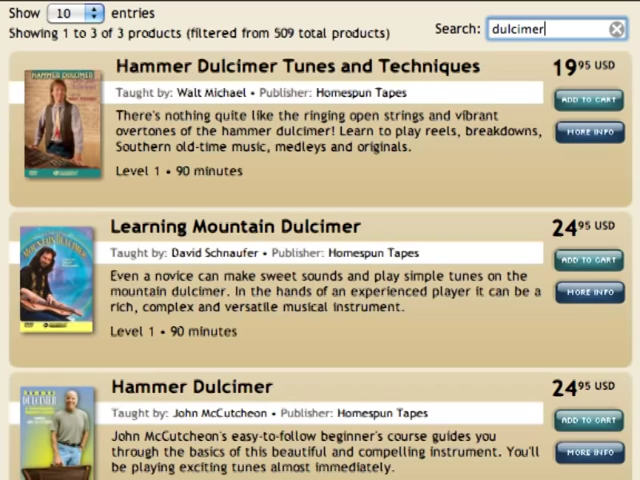 Show 10 entries
Showing 1 to 3 of 3 products (filtered from 509 total products)
Search: dulcimer
HAMMER DULCIMER
Hammer Dulcimer Tunes and Techniques
19 95 USD
Taught by: Walt Michael • Publisher: Homespun Tapes
ADD TO CART
There's nothing quite like the ringing open strings and vibrant
overtones of the hammer dulcimer! Learn to play reels, breakdowns,
Southern old-time music, medleys and originals.
MORE INFO
Level 1 • 90 minutes
Learning Mountain Dulcimer
24 95 USD
Taught by: David Schnaufer • Publisher: Homespun Tapes
ADD TO CART
Even a novice can make sweet sounds and play simple tunes on the
mountain dulcimer. In the hands of an experienced player it can be a
rich, complex and versatile musical instrument.
MORE INFO
Level 1 • 90 minutes
Hammer Dulcimer
24 95 USD
DULCIMER
Taught by: John McCutcheon • Publisher: Homespun Tapes
ADD TO CART
John McCutcheon's easy-to-follow beginner's course guides you
through the basics of this beautiful and compelling instrument. You'll
be playing exciting tunes almost immediately.
MORE INFO